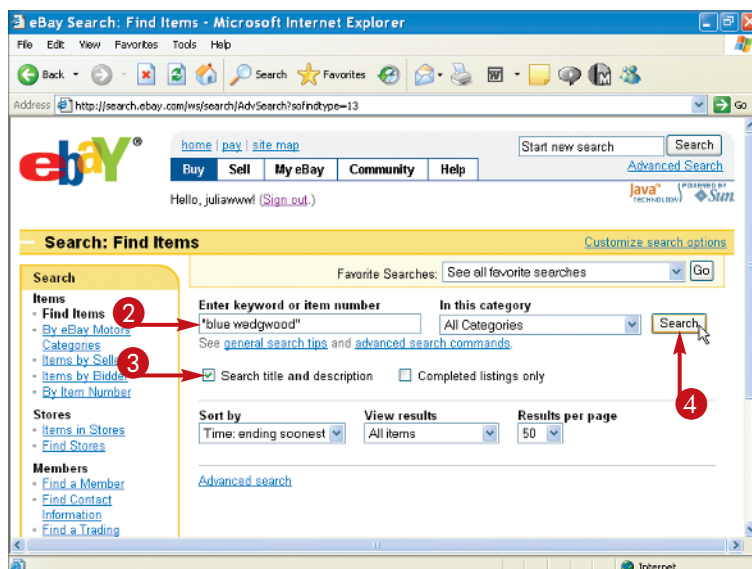 eBay Search: Find Items - Microsoft Internet Explorer
File Edit View Favorites Tools Help
Back Search Favorites
Address http://search.ebay.com/ws/search/AdvSearch?sofindtype=13 Go
ebay®
home | pay | site map
Start new search Search
Buy Sell My eBay Community Help
Advanced Search
Hello, juliawww! (Sign out.)
Java™ TECHNOLOGY POWERED BY Sun
Search: Find Items
Customize search options
Search
Favorite Searches: See all favorite searches Go
Items
Find Items
By eBay Motors
Categories
Items by
Items by Bidder
By Item Number
Stores
Items in Stores
Find Stores
Members
Find a Member
Find Contact
Information
Find a Trading
2
Enter keyword or item number
In this category
"blue wedgwood"
All Categories
Search
See general search tips and advanced search commands.
3
Search title and description
Completed listings only
4
Sort by
View results
Results per page
Time: ending soonest
All items
50
Advanced search
Internet